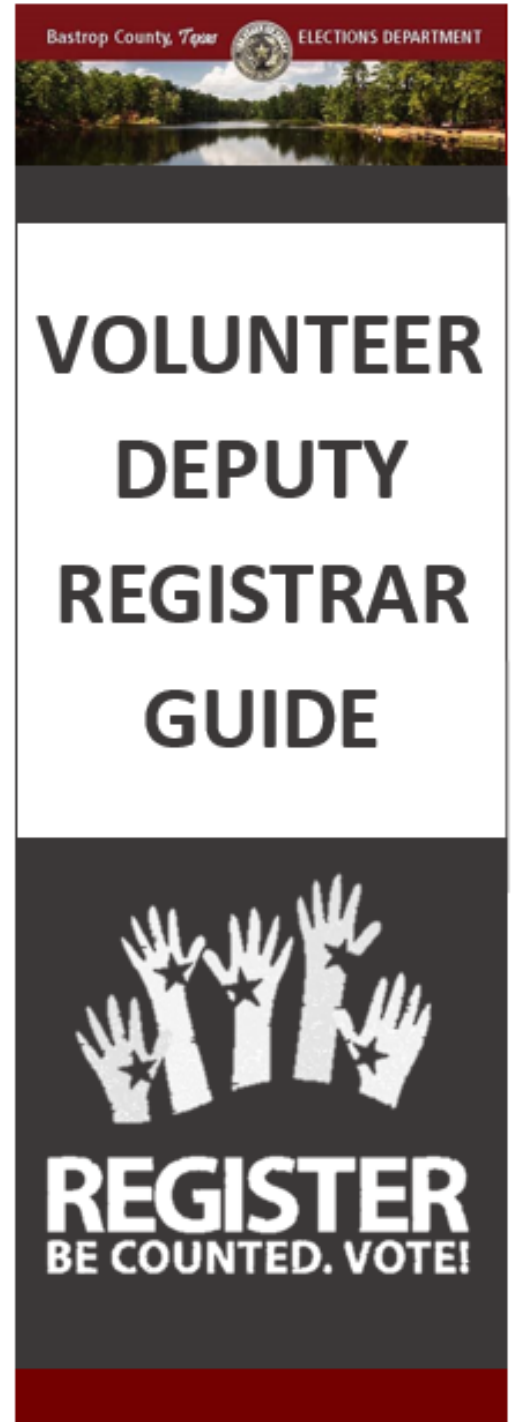 Bastrop County, Texas ELECTIONS DEPARTMENT
VOLUNTEER
DEPUTY
REGISTRAR
GUIDE
REGISTER
BE COUNTED. VOTE!